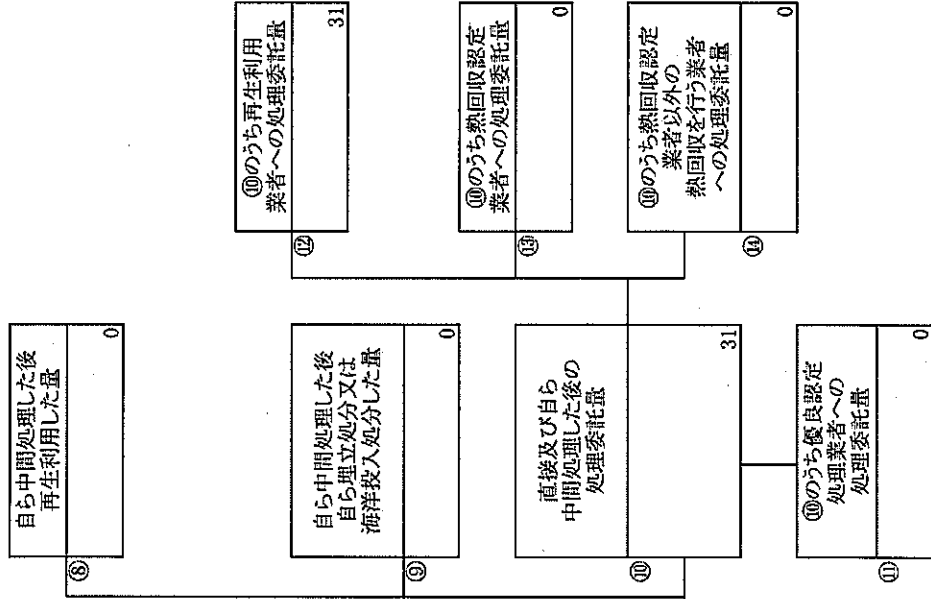 ⑧
自ら中間処理した後
再生利用した量
0
⑨
自ら中間処理した後
自ら埋立処分又は
海洋投入処分した量
0
⑩
直接及び自ら
中間処理した後の
処理委託量
31
⑪
⑩のうち優良認定
処理業者への
処理委託量
0
⑫
⑩のうち再生利用
業者への処理委託量
31
⑬
⑩のうち熱回収認定
業者への処理委託量
0
⑭
⑩のうち熱回収認定
業者以外の
熱回収を行う業者
への処理委託量
0